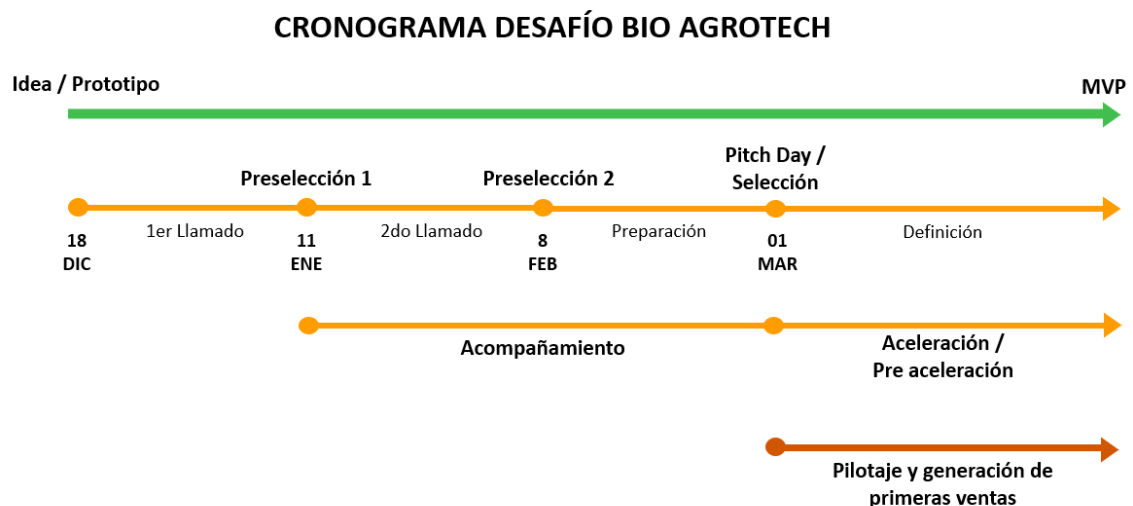 CRONOGRAMA DESAFÍO BIO AGROTECH
Idea / Prototipo
MVP
Preselección 1
Preselección 2
Pitch Day /
Selección
1er Llamado
2do Llamado
Preparación
Definición
18
DIC
11
ENE
8
FEB
01
MAR
Acompañamiento
Aceleración /
Pre aceleración
Pilotaje y generación de
primeras ventas